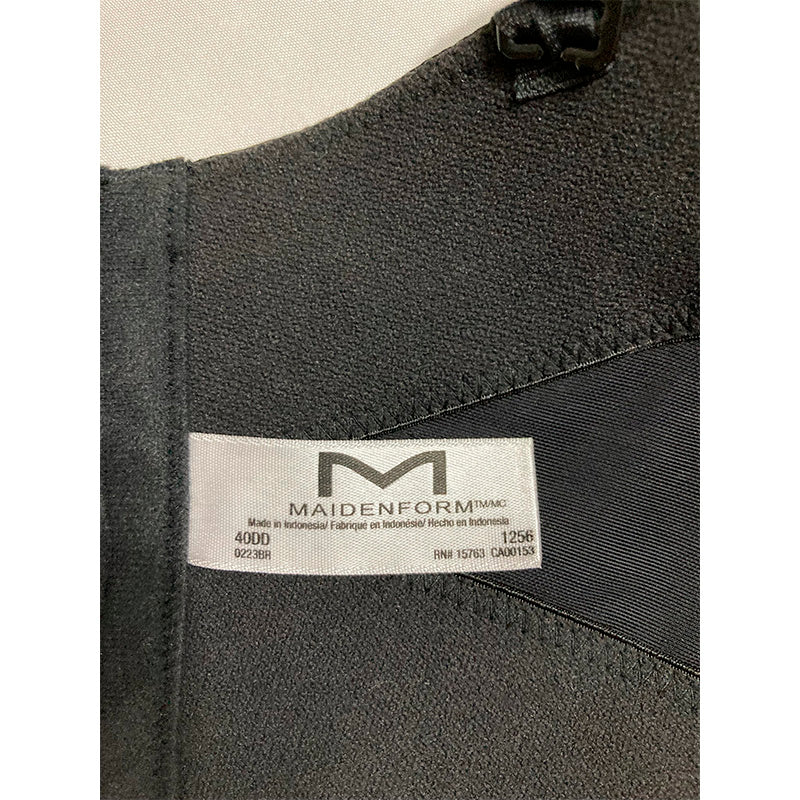 M
MAIDENFORM™/MC
Made in Indonesia/ Fabriqué en Indonésie/ Hecho en Indonesia
40DD 1256
0223BR RN# 15763 CA00153